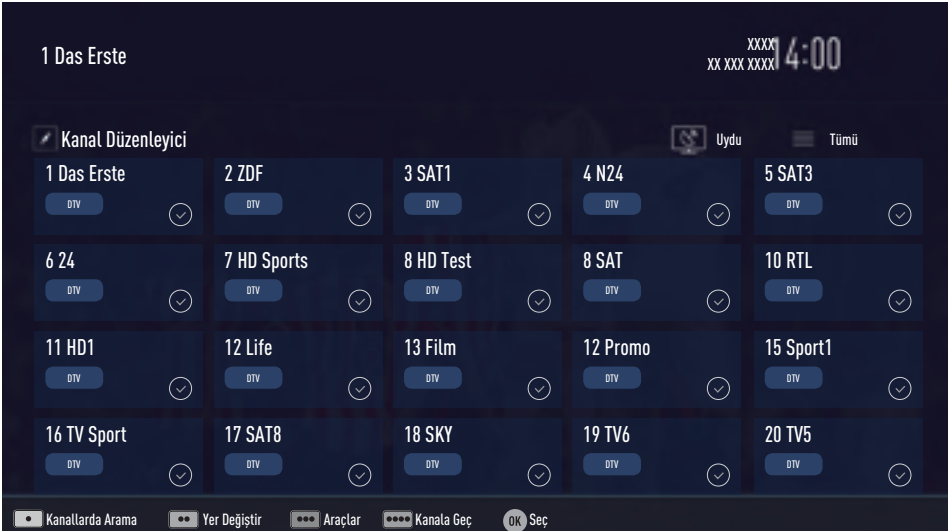 1 Das Erste
XXXX
XX XXX XXXX
14:00
Kanal Düzenleyici
Uydu
Tümü
1 Das Erste
DTV
2 ZDF
DTV
3 SAT1
DTV
4 N24
DTV
5 SAT3
DTV
6 24
DTV
7 HD Sports
DTV
8 HD Test
DTV
8 SAT
DTV
10 RTL
DTV
11 HD1
DTV
12 Life
DTV
13 Film
DTV
12 Promo
DTV
15 Sport1
DTV
16 TV Sport
DTV
17 SAT8
DTV
18 SKY
DTV
19 TV6
DTV
20 TV5
DTV
Kanallarda Arama Yer Değiştir Araçlar Kanala Geç OK Seç